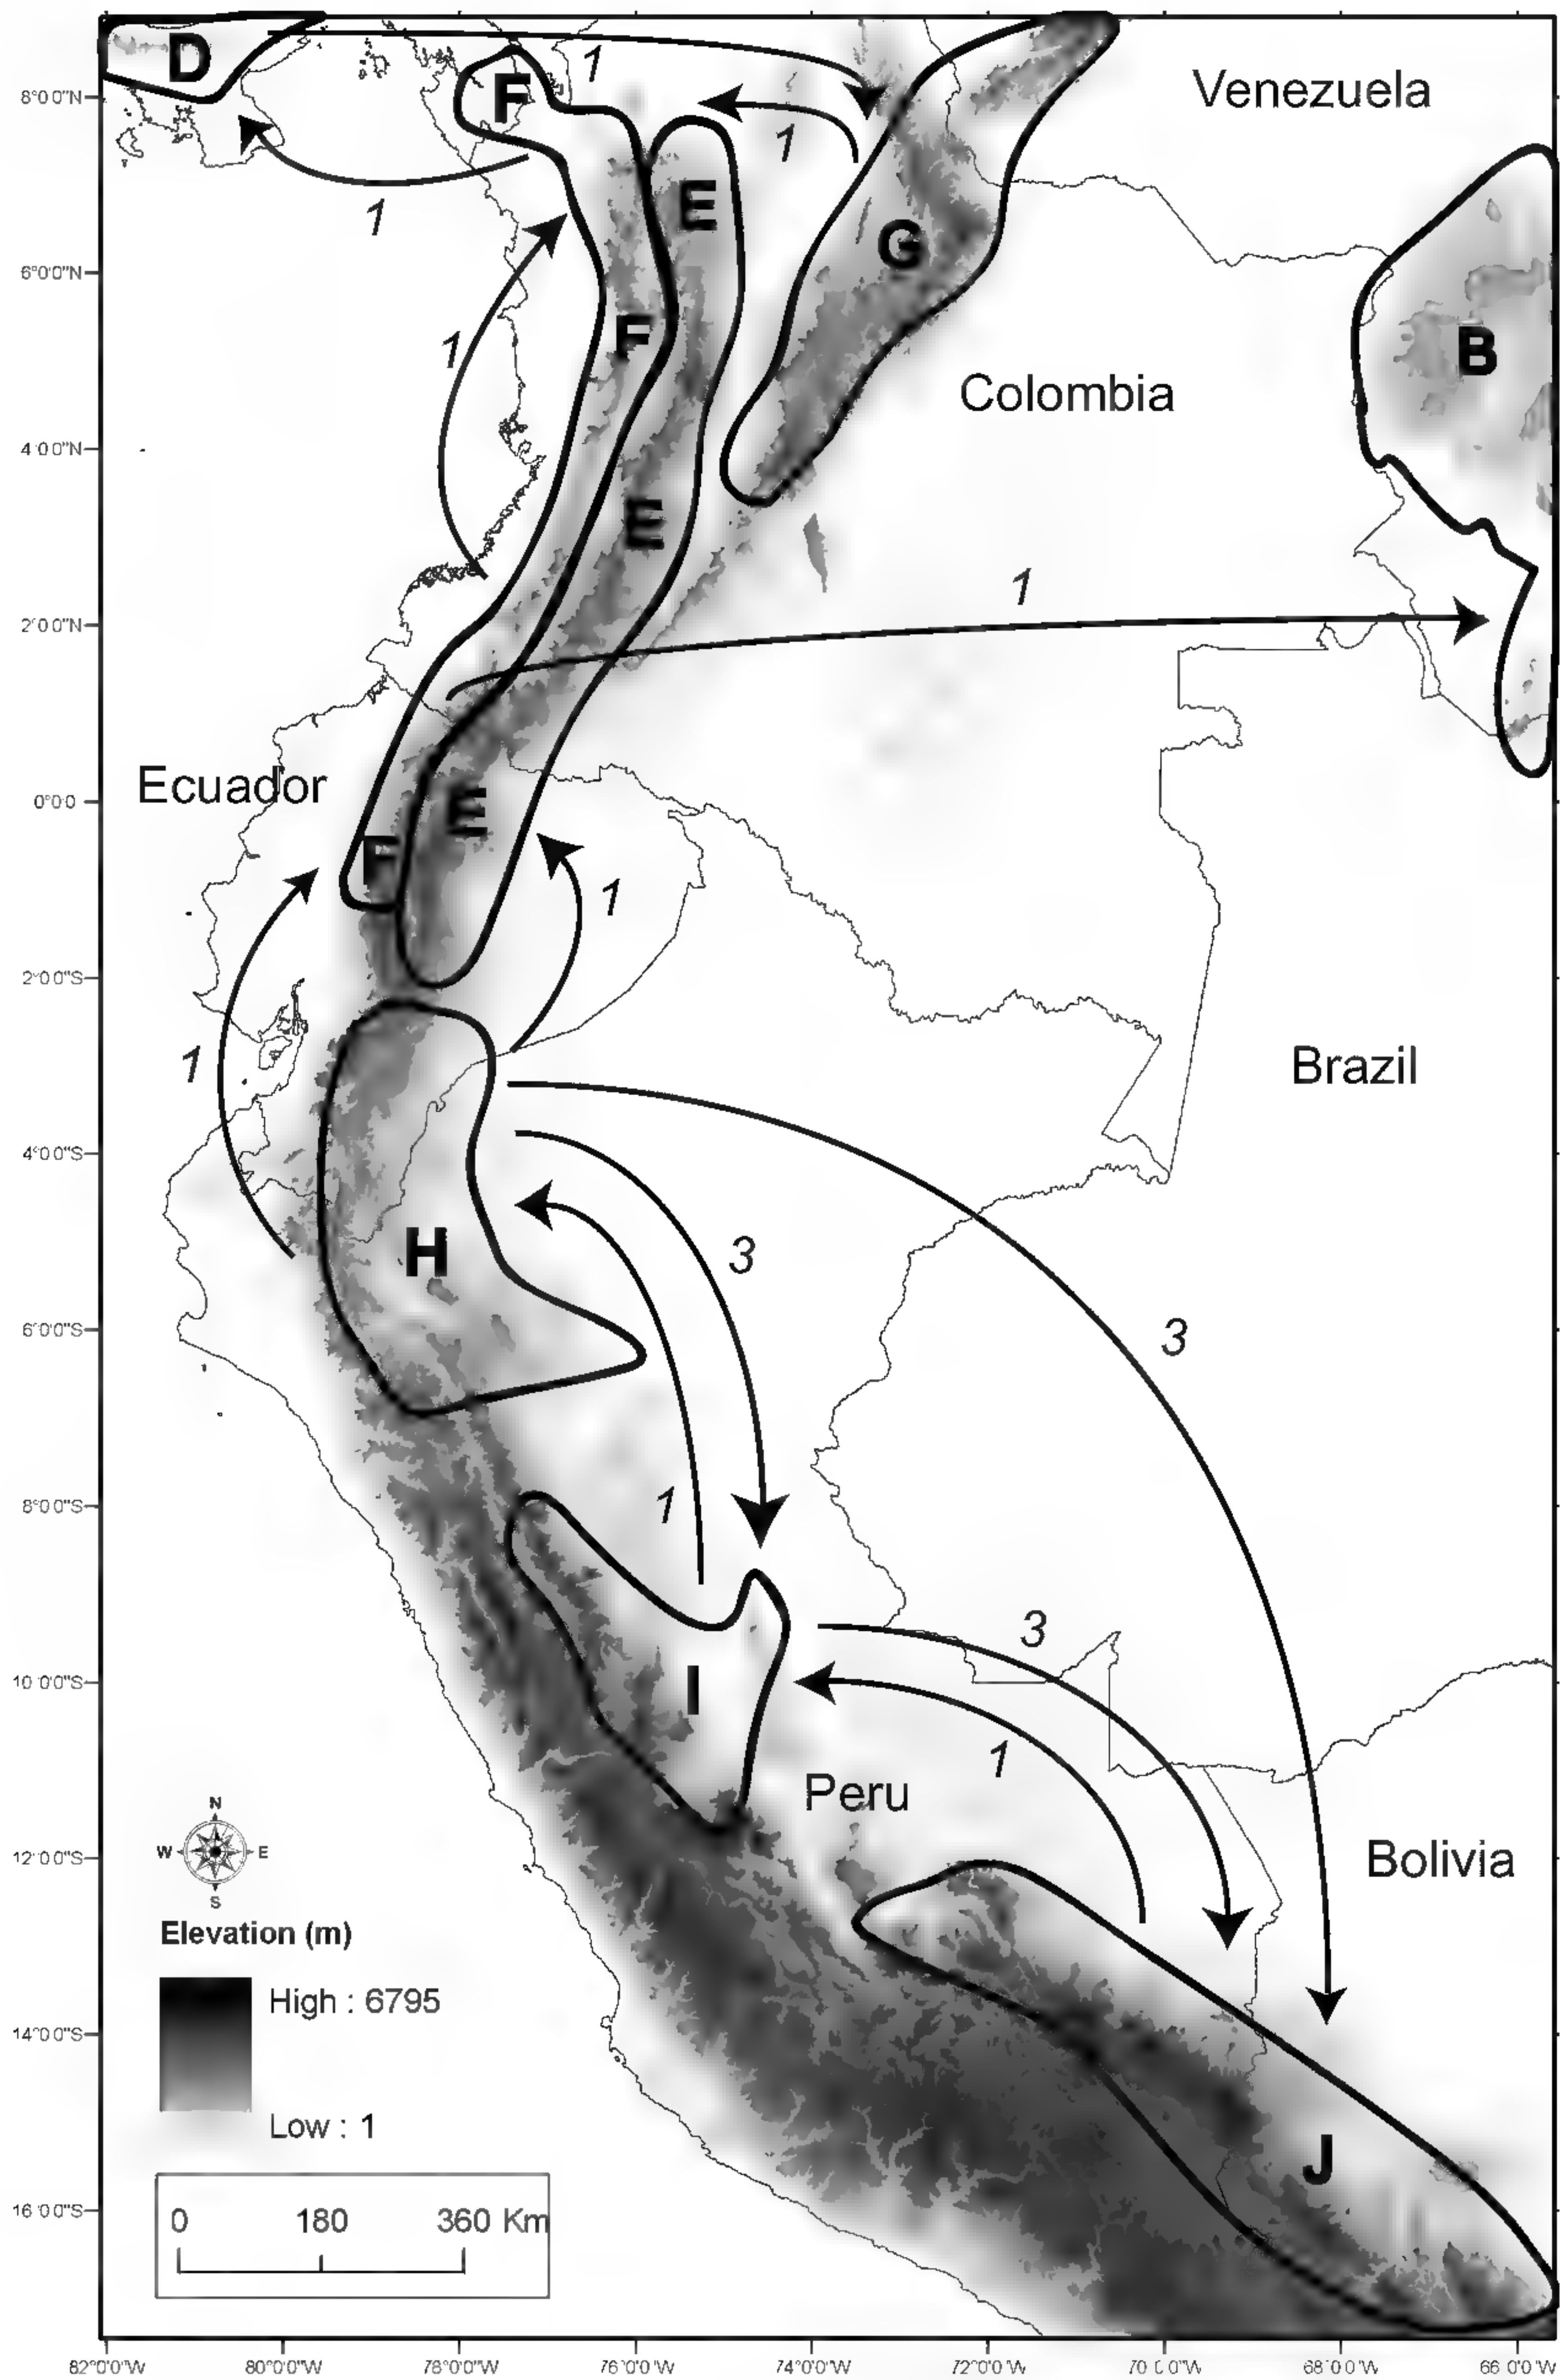 D
F
1
Venezuela
8°0'0"N
1
1
E
G
6°0'0"N
F
1
B
Colombia
4°0'0"N
E
1
2°0'0"N
Ecuador
0°0'0
E
F
1
2°0'0"S
1
Brazil
3
4°0'0"S
H
3
6°0'0"S
3
1
8°0'0"S
3
10°0'0"S
I
1
Peru
N
W
E
S
12°0'0"S
Bolivia
Elevation (m)
High : 6795
14°0'0"S
Low : 1
J
16°0'0"S
0
180
360 Km
82°0'0"W
80°0'0"W
78°0'0"W
76°0'0"W
74°0'0"W
72°0'0"W
70°0'0"W
68°0'0"W
66°0'0"W